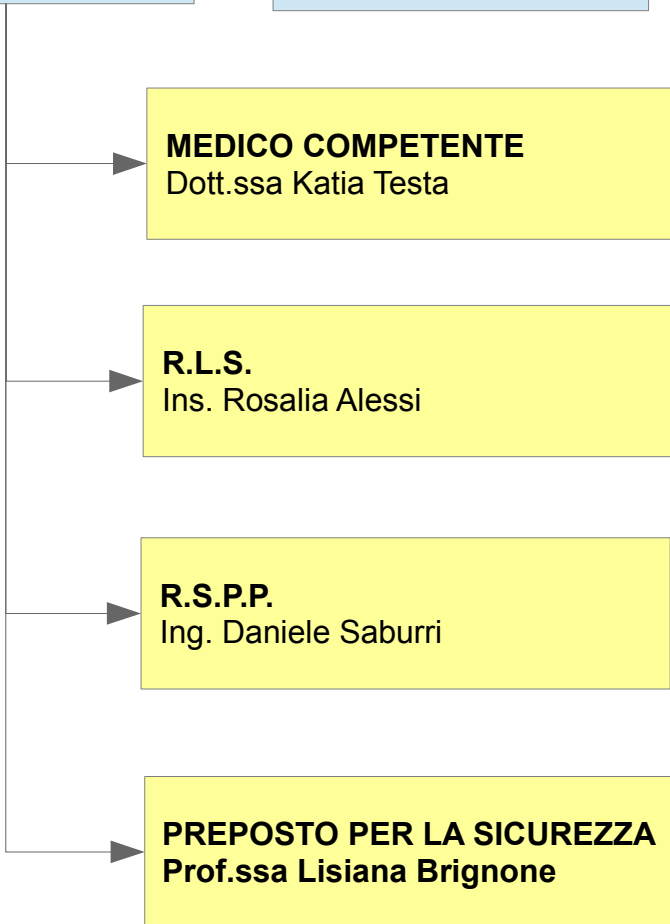 MEDICO COMPETENTE
Dott.ssa Katia Testa
R.L.S.
Ins. Rosalia Alessi
R.S.P.P.
Ing. Daniele Saburri
PREPOSTO PER LA SICUREZZA
Prof.ssa Lisiana Brignone